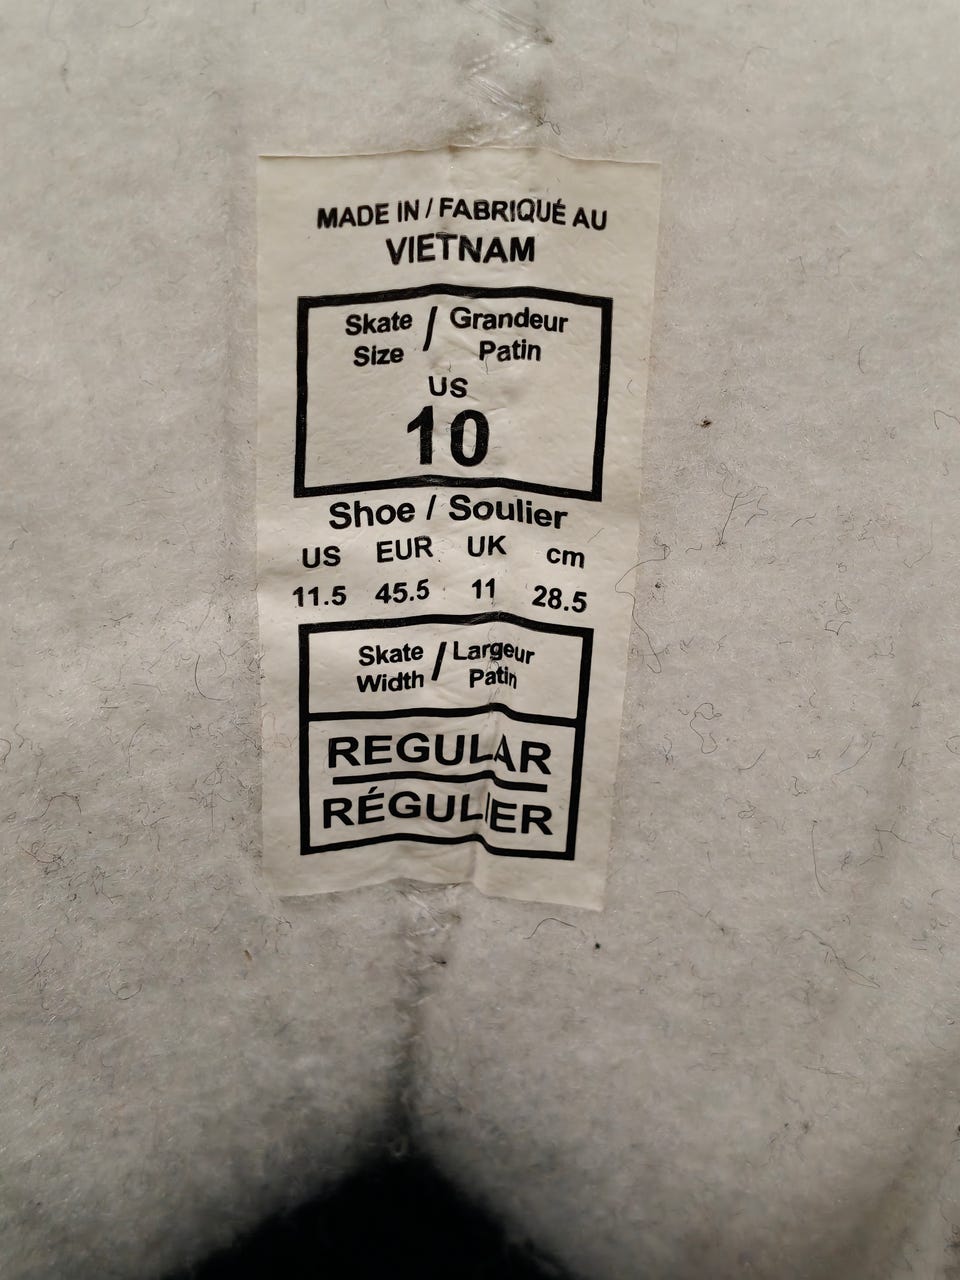 MADE IN / FABRIQUÉ AU
VIETNAM
Skate / Grandeur
Size Patin
US
10
Shoe / Soulier
US EUR UK cm
11.5 45.5 11 28.5
Skate / Largeur
Width Patin
REGULAR
RÉGULIER